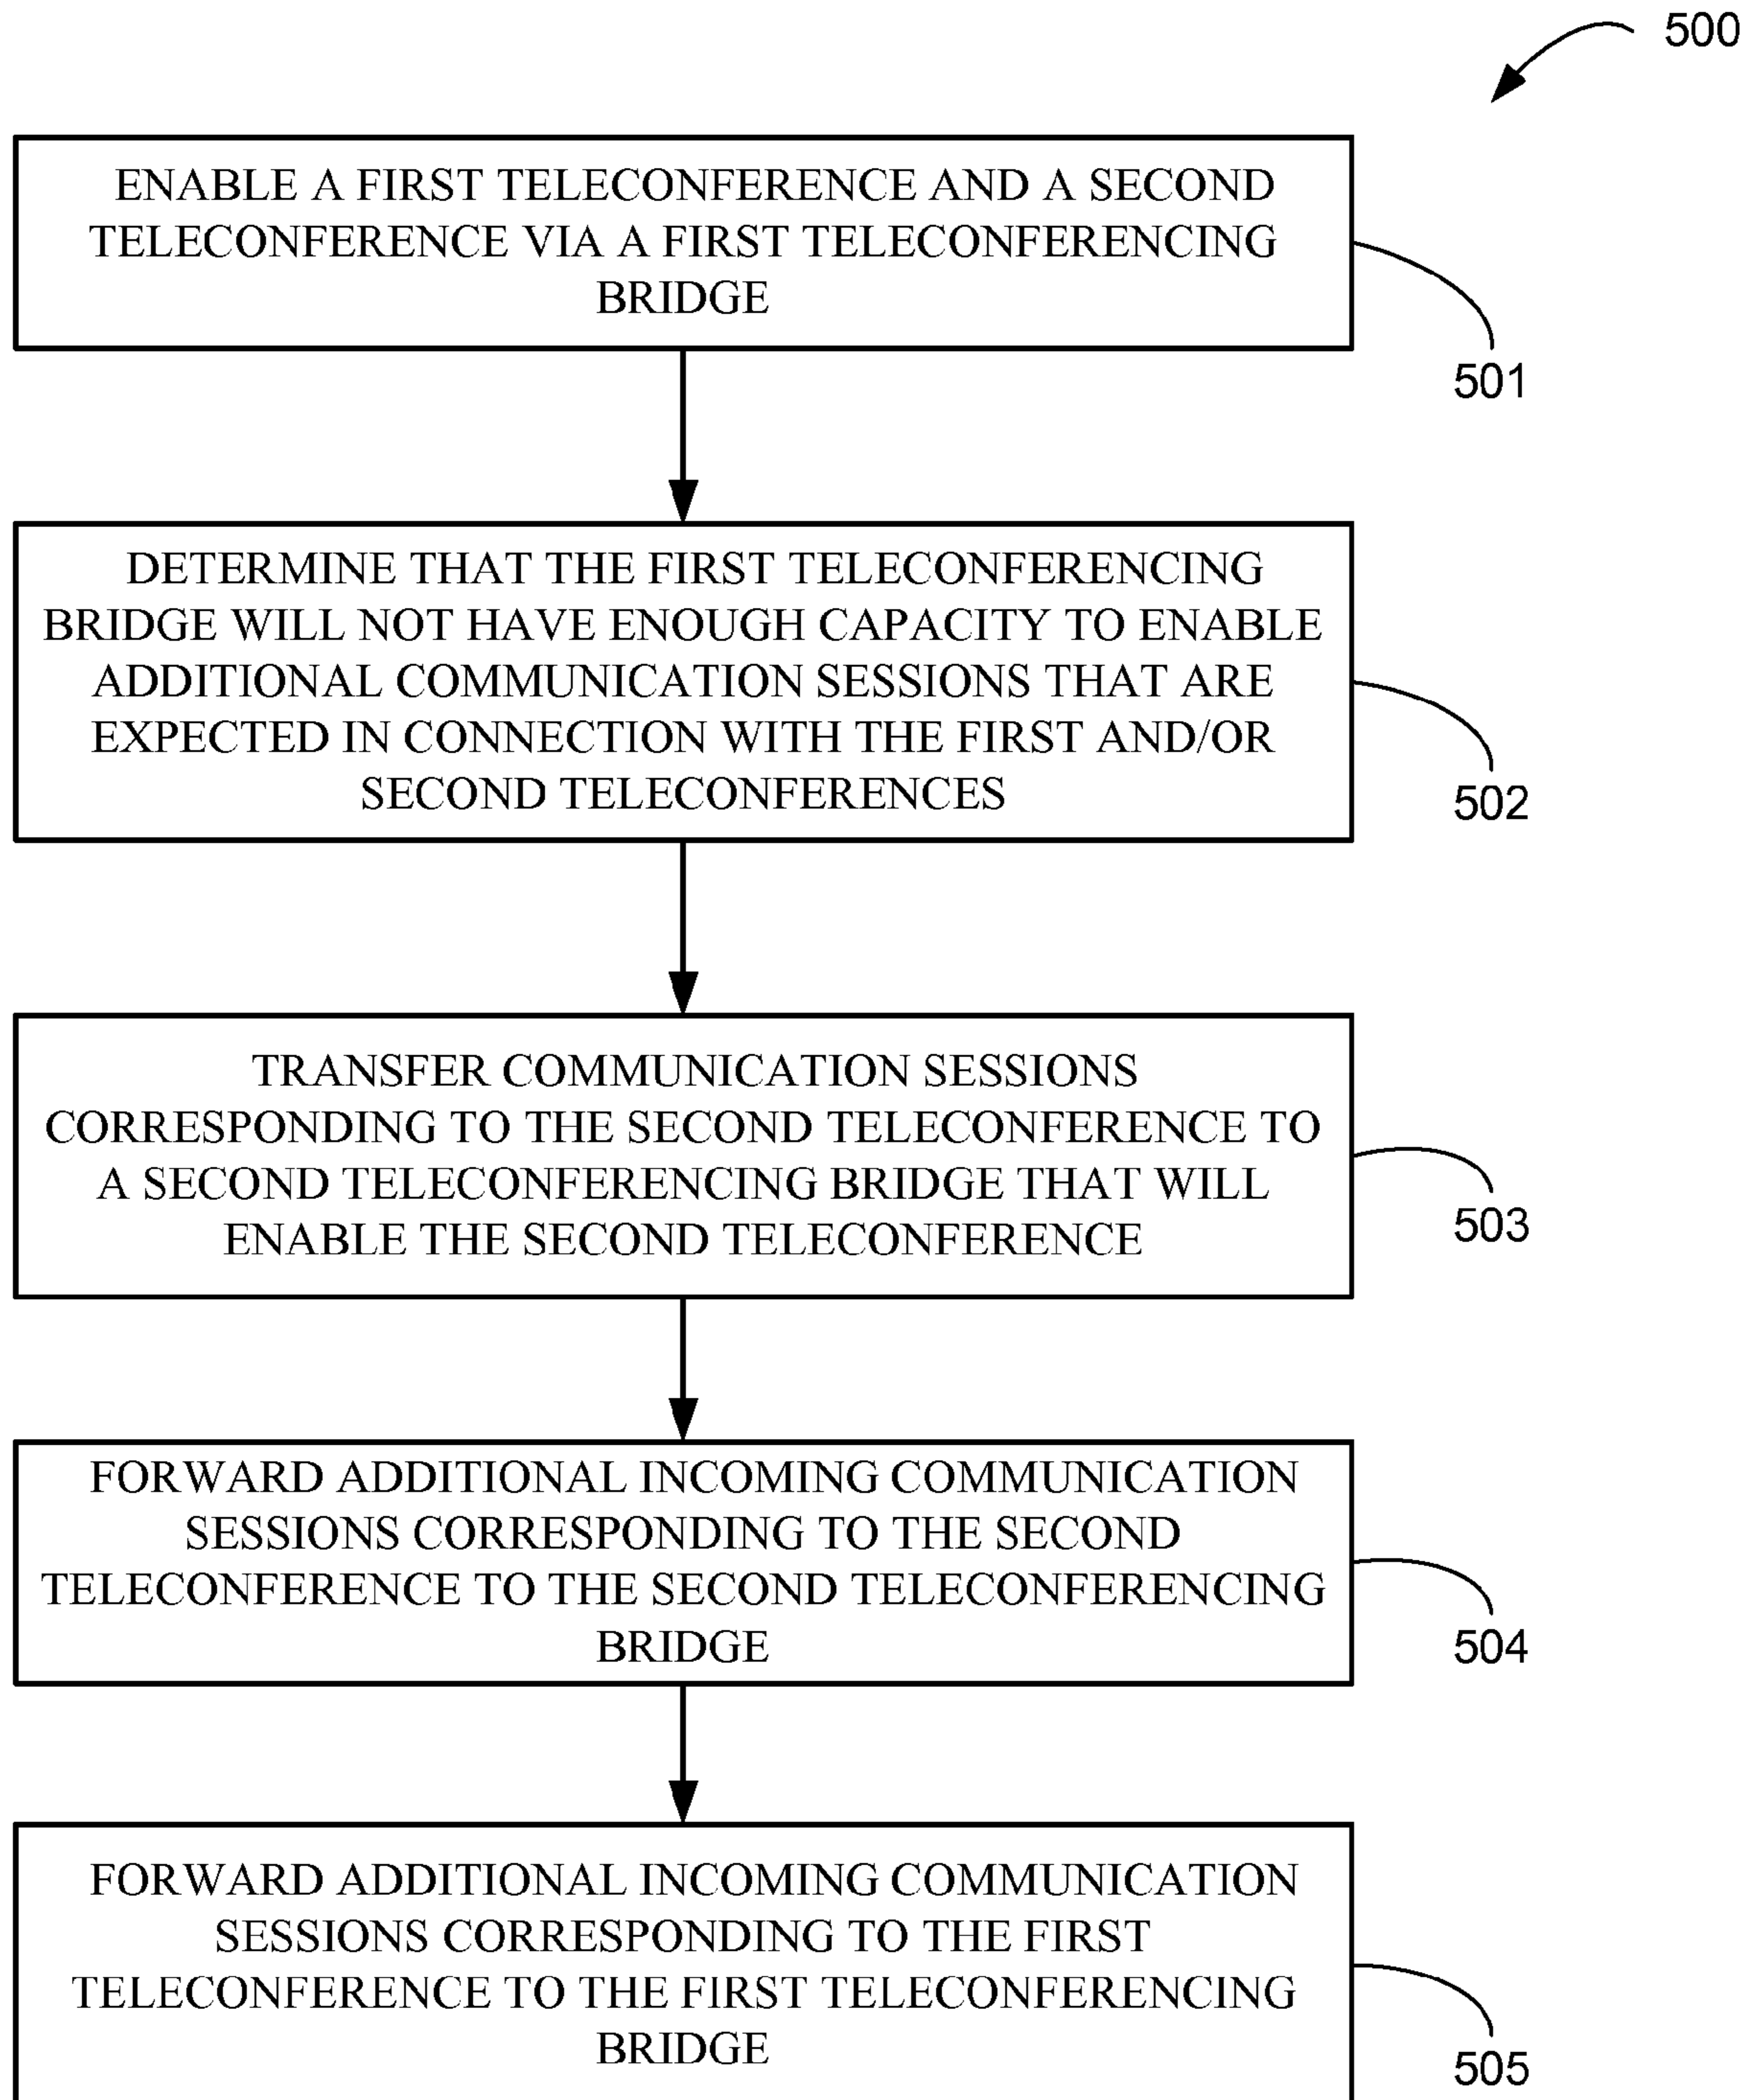 500
ENABLE A FIRST TELECONFERENCE AND A SECOND
TELECONFERENCE VIA A FIRST TELECONFERENCING
BRIDGE
501
DETERMINE THAT THE FIRST TELECONFERENCING
BRIDGE WILL NOT HAVE ENOUGH CAPACITY TO ENABLE
ADDITIONAL COMMUNICATION SESSIONS THAT ARE
EXPECTED IN CONNECTION WITH THE FIRST AND/OR
SECOND TELECONFERENCES
502
TRANSFER COMMUNICATION SESSIONS
CORRESPONDING TO THE SECOND TELECONFERENCE TO
A SECOND TELECONFERENCING BRIDGE THAT WILL
ENABLE THE SECOND TELECONFERENCE
503
FORWARD ADDITIONAL INCOMING COMMUNICATION
SESSIONS CORRESPONDING TO THE SECOND
TELECONFERENCE TO THE SECOND TELECONFERENCING
BRIDGE
504
FORWARD ADDITIONAL INCOMING COMMUNICATION
SESSIONS CORRESPONDING TO THE FIRST
TELECONFERENCE TO THE FIRST TELECONFERENCING
BRIDGE
505